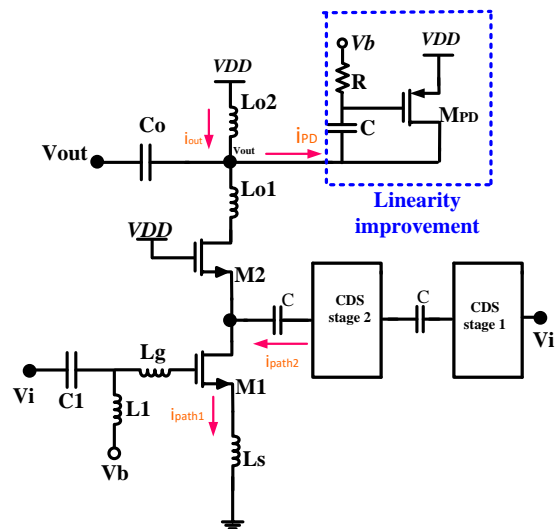 Vb
VDD
R
MPD
C
Linearity
improvement
VDD
Lo2
iout
Co
Vout
Vout
iPD
Lo1
VDD
M2
C
CDS
stage 2
C
CDS
stage 1
Vi
ipath2
Lg
Vi
C1
M1
L1
ipath1
Vb
Ls